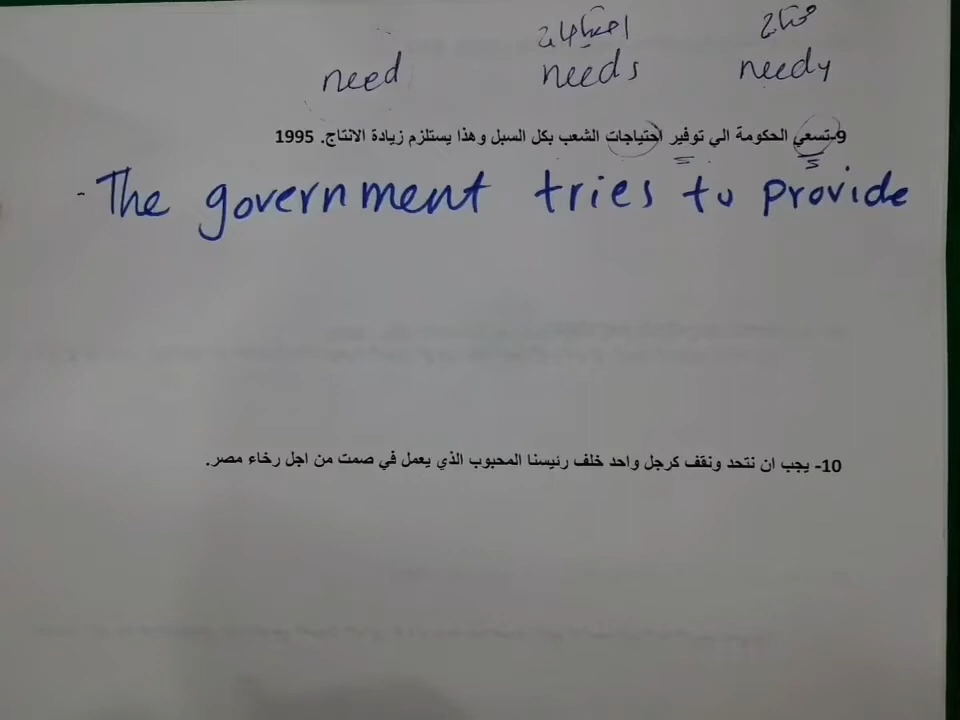 احتياجات محتاج
need needs needy
9-تسعي الحكومة الي توفير احتياجات الشعب بكل السبل وهذا يستلزم زيادة الانتاج. 1995
- The government tries to provide
10- يجب ان نتحد ونقف كرجل واحد خلف رئيسنا المحبوب الذي يعمل في صمت من اجل رخاء مصر.